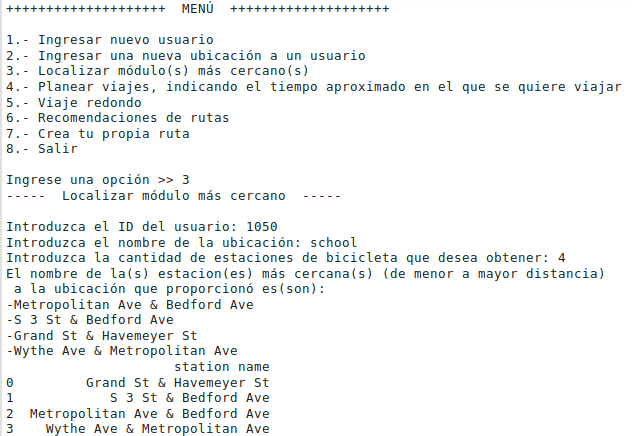 ++++++++++++++++++++  MENÚ  ++++++++++++++++++++
1.- Ingresar nuevo usuario
2.- Ingresar una nueva ubicación a un usuario
3.- Localizar módulo(s) más cercano(s)
4.- Planear viajes, indicando el tiempo aproximado en el que se quiere viajar
5.- Viaje redondo
6.- Recomendaciones de rutas
7.- Crea tu propia ruta
8.- Salir
Ingrese una opción >> 3
-----  Localizar módulo más cercano  -----
Introduzca el ID del usuario: 1050
Introduzca el nombre de la ubicación: school
Introduzca la cantidad de estaciones de bicicleta que desea obtener: 4
El nombre de la(s) estacion(es) más cercana(s) (de menor a mayor distancia)
a la ubicación que proporcionó es(son):
-Metropolitan Ave & Bedford Ave
-S 3 St & Bedford Ave
-Grand St & Havemeyer St
-Wythe Ave & Metropolitan Ave
station name
0 Grand St & Havemeyer St
1 S 3 St & Bedford Ave
2 Metropolitan Ave & Bedford Ave
3 Wythe Ave & Metropolitan Ave